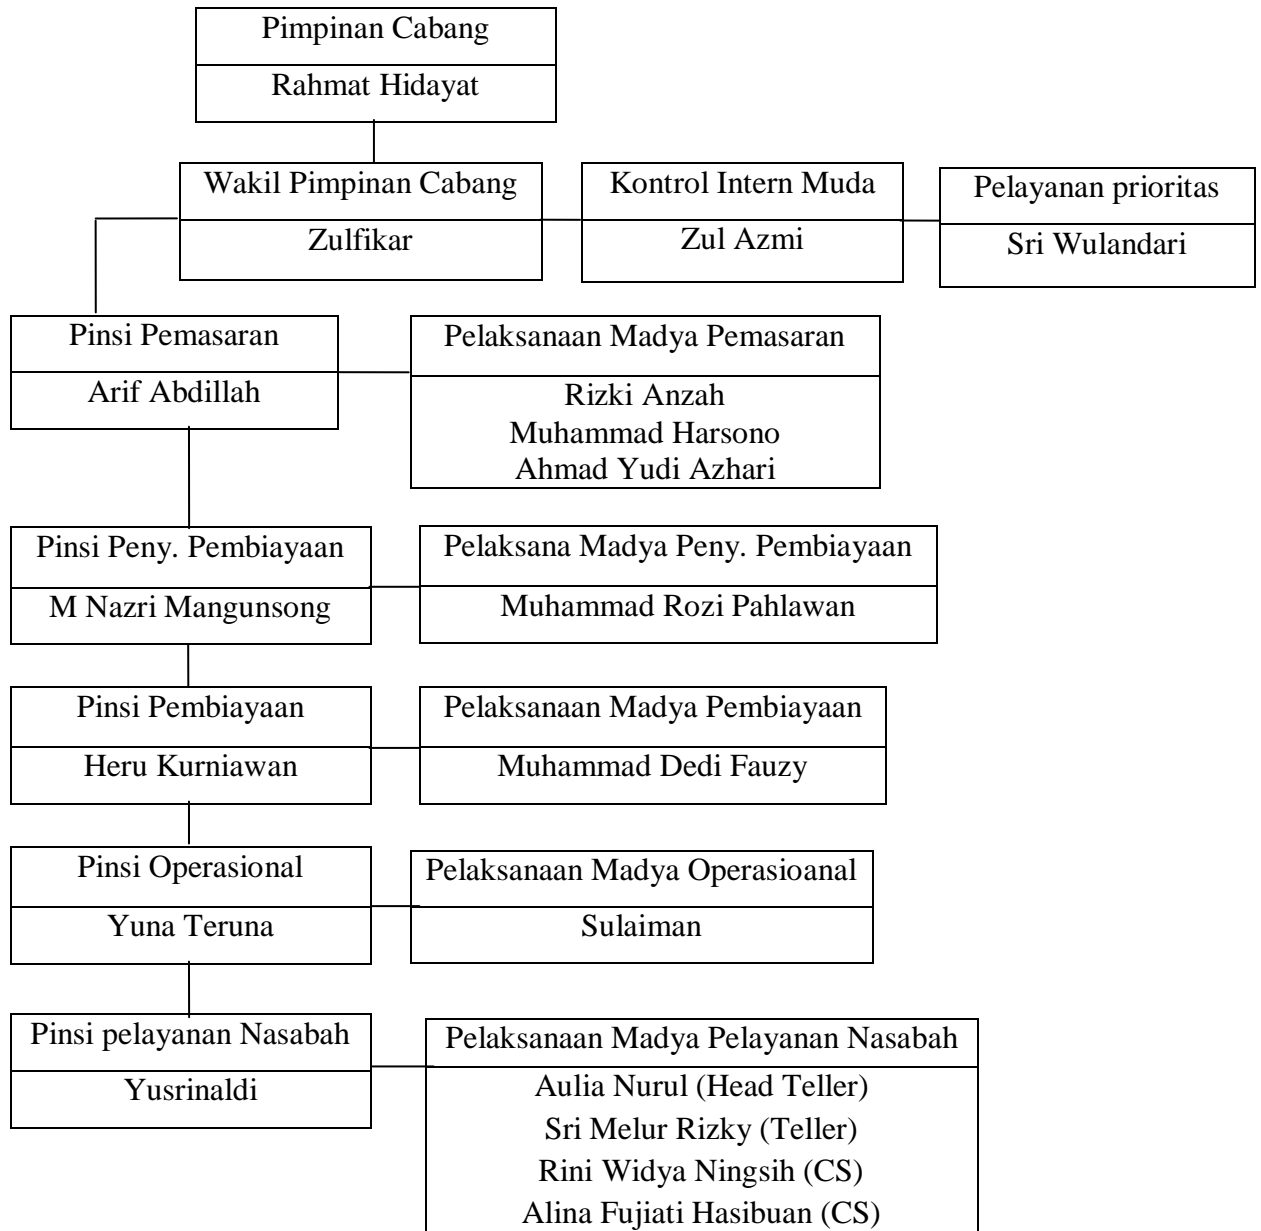 Pimpinan Cabang
Rahmat Hidayat
Wakil Pimpinan Cabang
Zulfikar
Kontrol Intern Muda
Zul Azmi
Pelayanan prioritas
Sri Wulandari
Pinsi Pemasaran
Arif Abdillah
Pelaksanaan Madya Pemasaran
Rizki Anzah
Muhammad Harsono
Ahmad Yudi Azhari
Pinsi Peny. Pembiayaan
M Nazri Mangunsong
Pelaksana Madya Peny. Pembiayaan
Muhammad Rozi Pahlawan
Pinsi Pembiayaan
Heru Kurniawan
Pelaksanaan Madya Pembiayaan
Muhammad Dedi Fauzy
Pinsi Operasional
Yuna Teruna
Pelaksanaan Madya Operasioanal
Sulaiman
Pinsi pelayanan Nasabah
Yusrinaldi
Pelaksanaan Madya Pelayanan Nasabah
Aulia Nurul (Head Teller)
Sri Melur Rizky (Teller)
Rini Widya Ningsih (CS)
Alina Fujiati Hasibuan (CS)